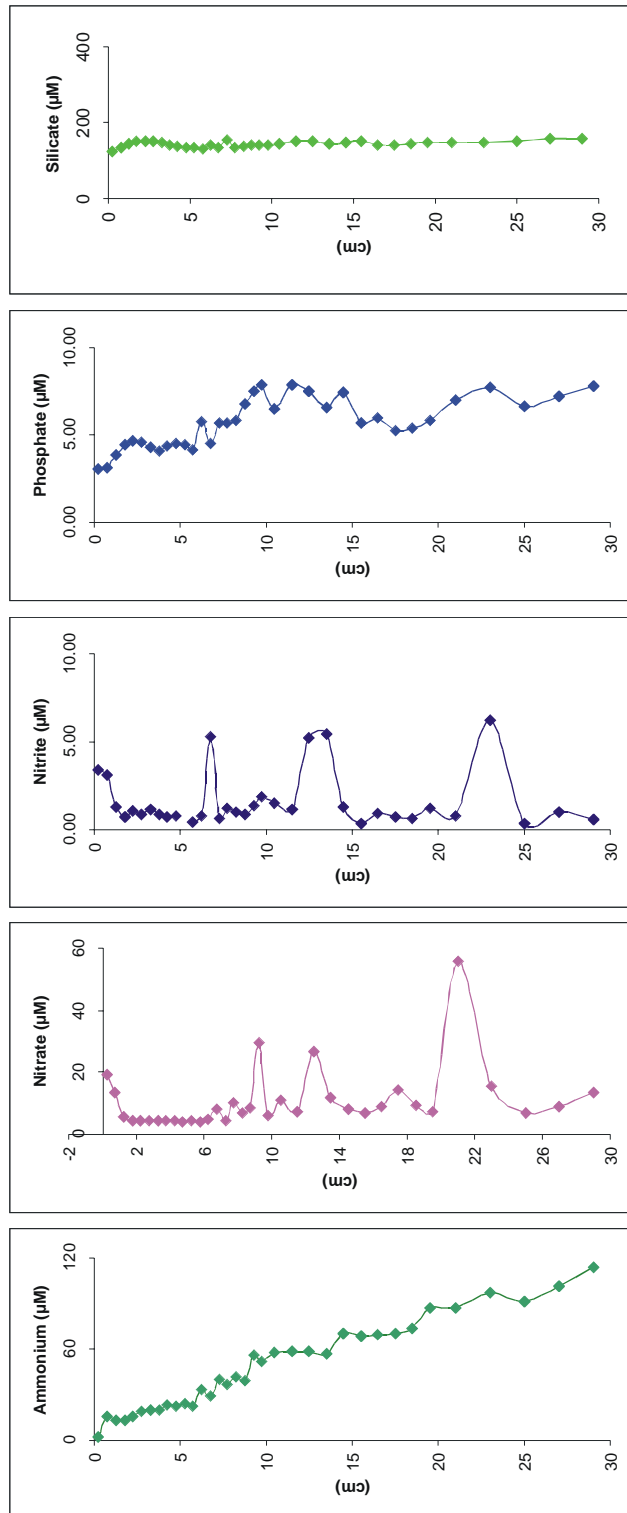 Ammonium (µM)
0 60 120
0
5
10
15
20
25
30
(cm)
Nitrate (µM)
0 20 40 60
-2
2
6
10
14
18
22
26
30
(cm)
Nitrite (µM)
0.00 5.00 10.00
0
5
10
15
20
25
30
(cm)
Phosphate (µM)
0.00 5.00 10.00
0
5
10
15
20
25
30
(cm)
Silicate (µM)
0 200 400
0
5
10
15
20
25
30
(cm)